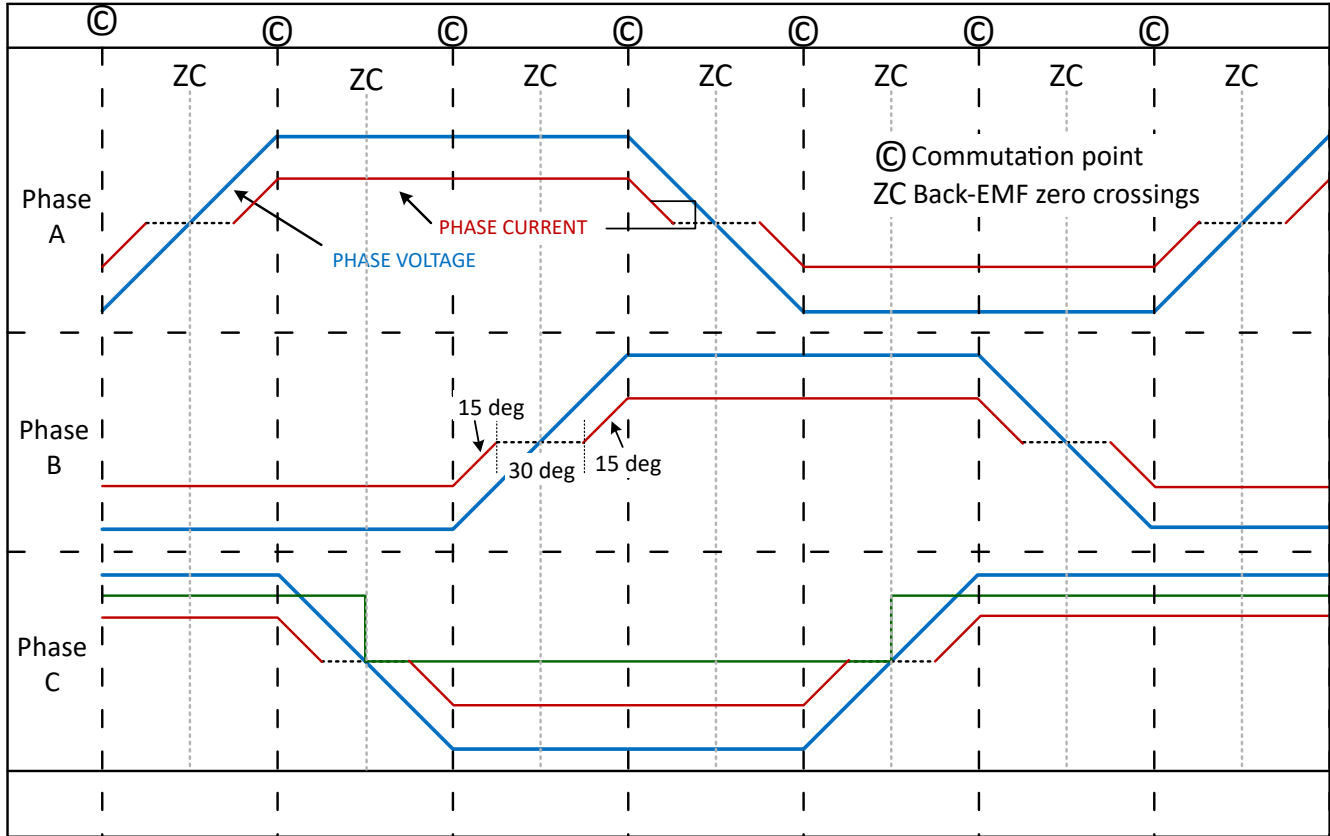 © © © © © © ©
ZC ZC ZC ZC ZC ZC ZC
© Commutation point
ZC Back-EMF zero crossings
Phase
A
PHASE CURRENT
PHASE VOLTAGE
15 deg
Phase
B
30 deg
15 deg
Phase
C